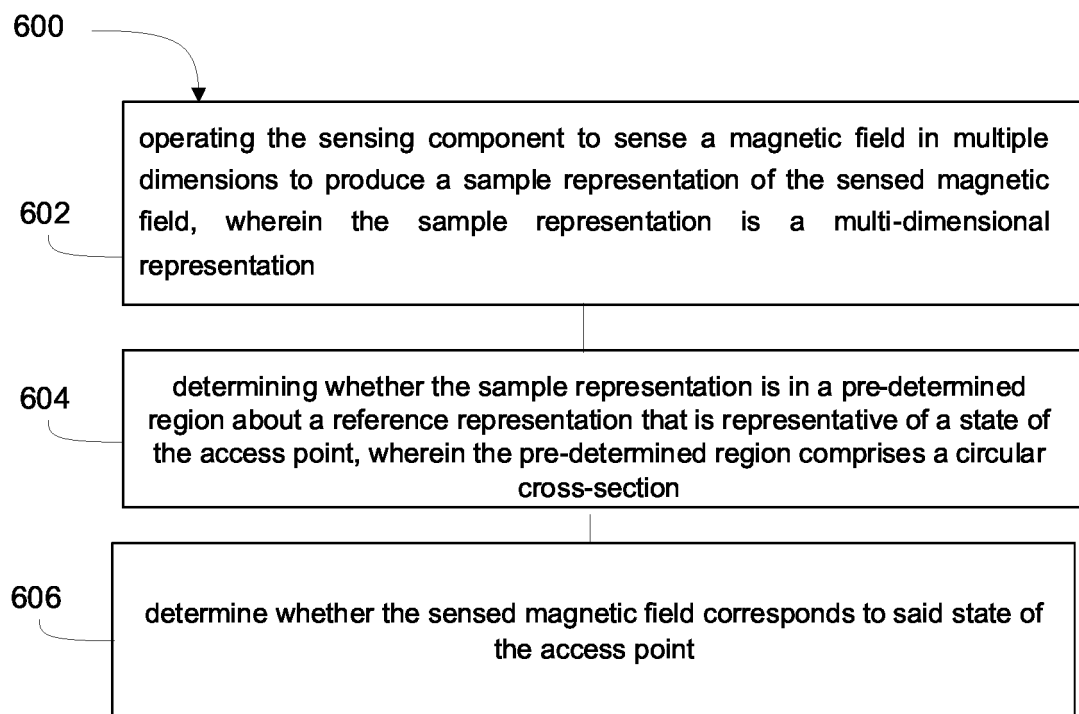 600
operating the sensing component to sense a magnetic field in multiple
dimensions to produce a sample representation of the sensed magnetic
602
field, wherein the sample representation is a multi-dimensional
representation
604
determining whether the sample representation is in a pre-determined
region about a reference representation that is representative of a state of
the access point, wherein the pre-determined region comprises a circular
cross-section
606
determine whether the sensed magnetic field corresponds to said state of
the access point